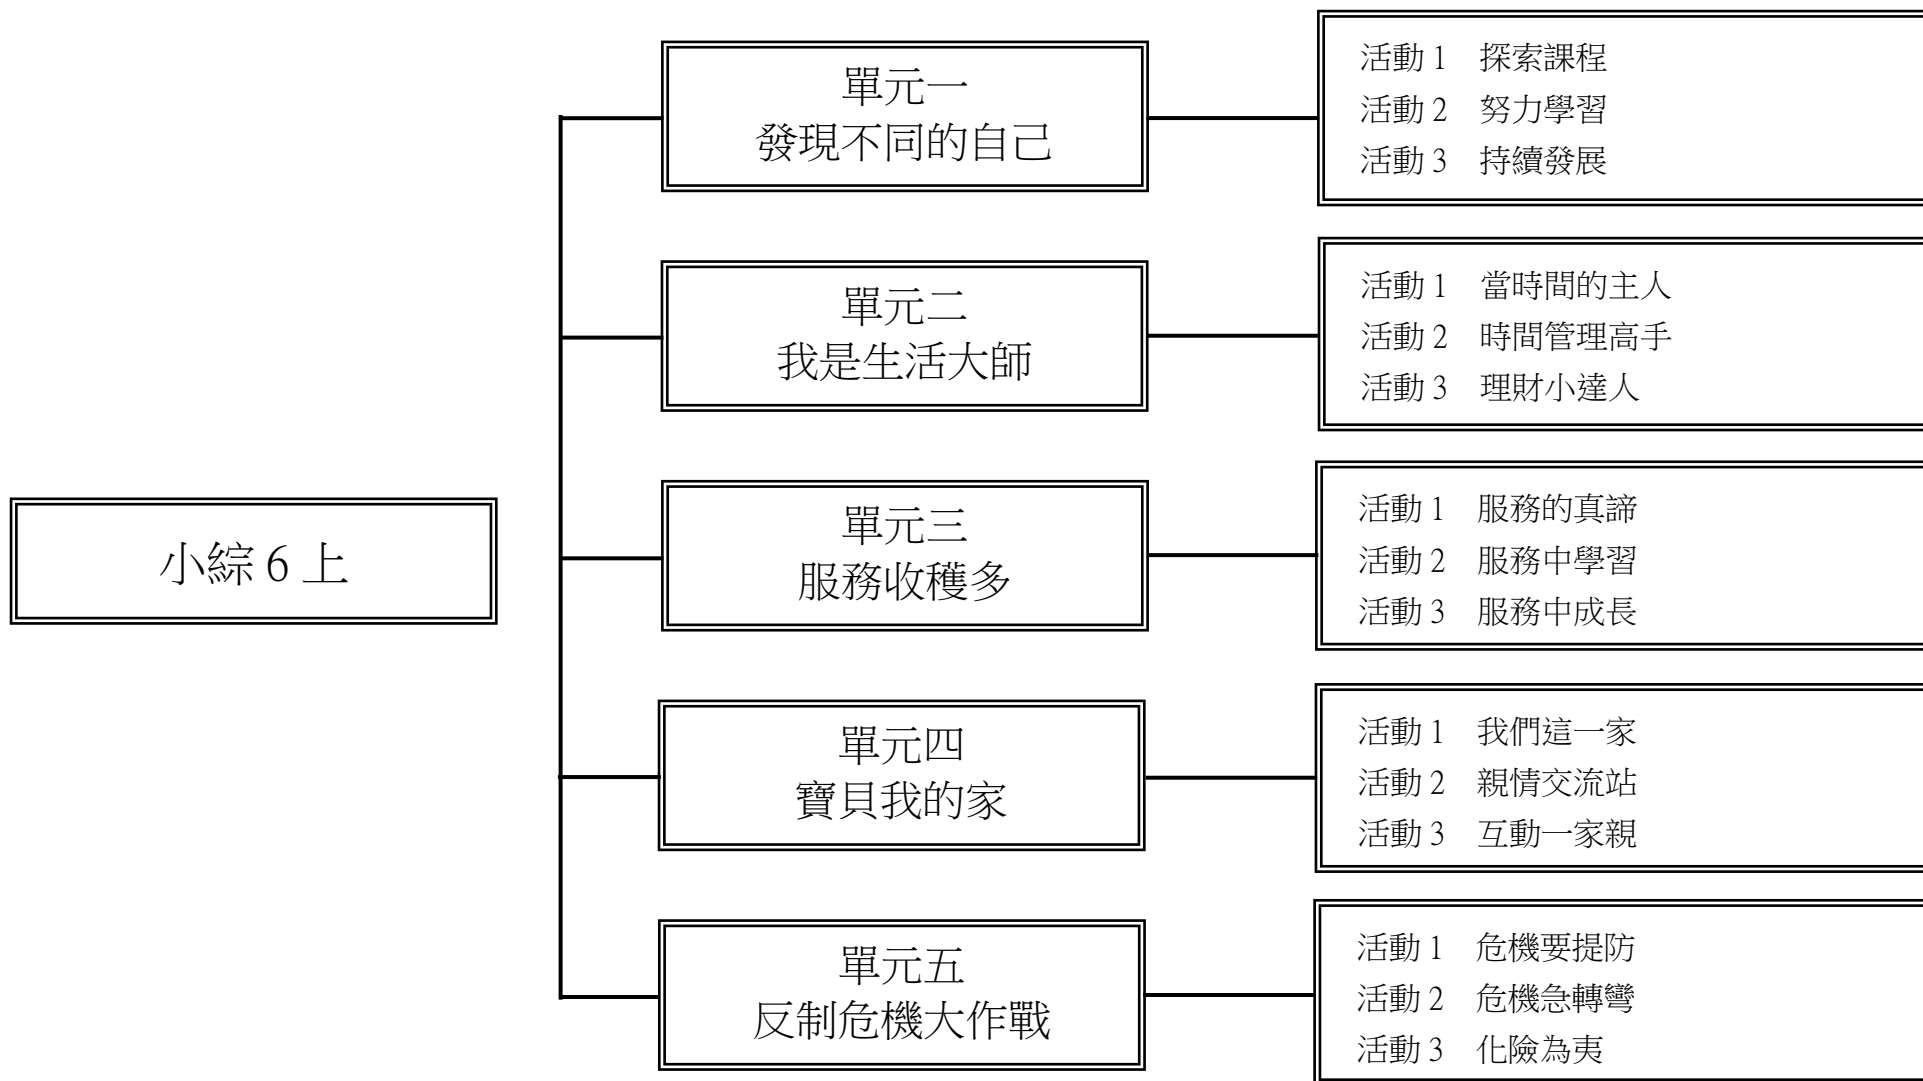 小綜 6 上
單元一
發現不同的自己
活動 1　探索課程
活動 2　努力學習
活動 3　持續發展
單元二
我是生活大師
活動 1　當時間的主人
活動 2　時間管理高手
活動 3　理財小達人
單元三
服務收穫多
活動 1　服務的真諦
活動 2　服務中學習
活動 3　服務中成長
單元四
寶貝我的家
活動 1　我們這一家
活動 2　親情交流站
活動 3　互動一家親
單元五
反制危機大作戰
活動 1　危機要提防
活動 2　危機急轉彎
活動 3　化險為夷